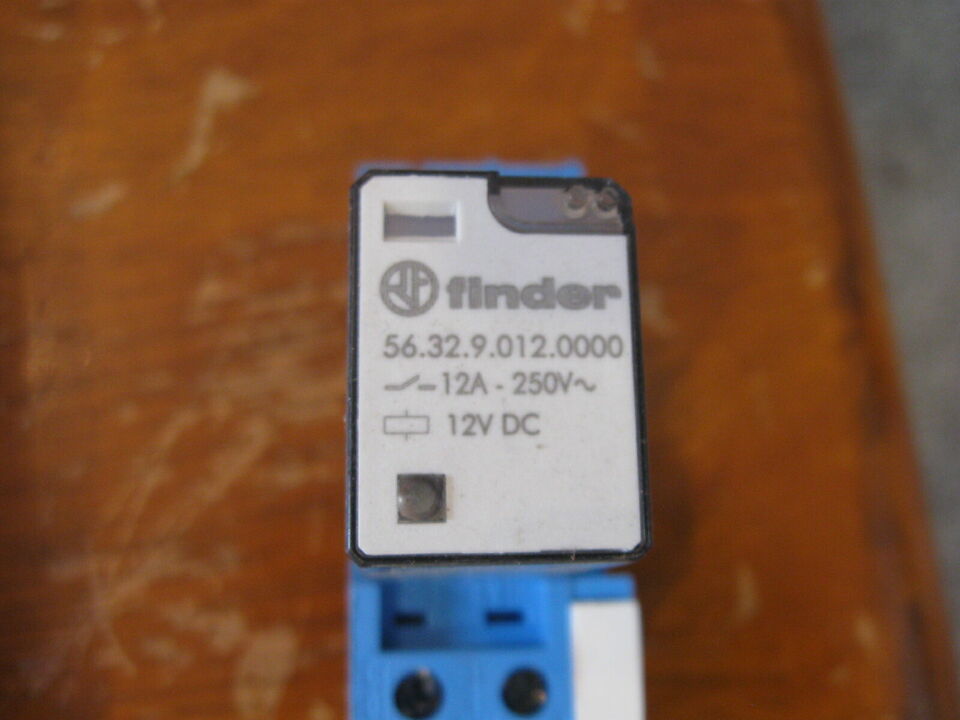 finder
56.32.9.012.0000
12A - 250V~
12V DC